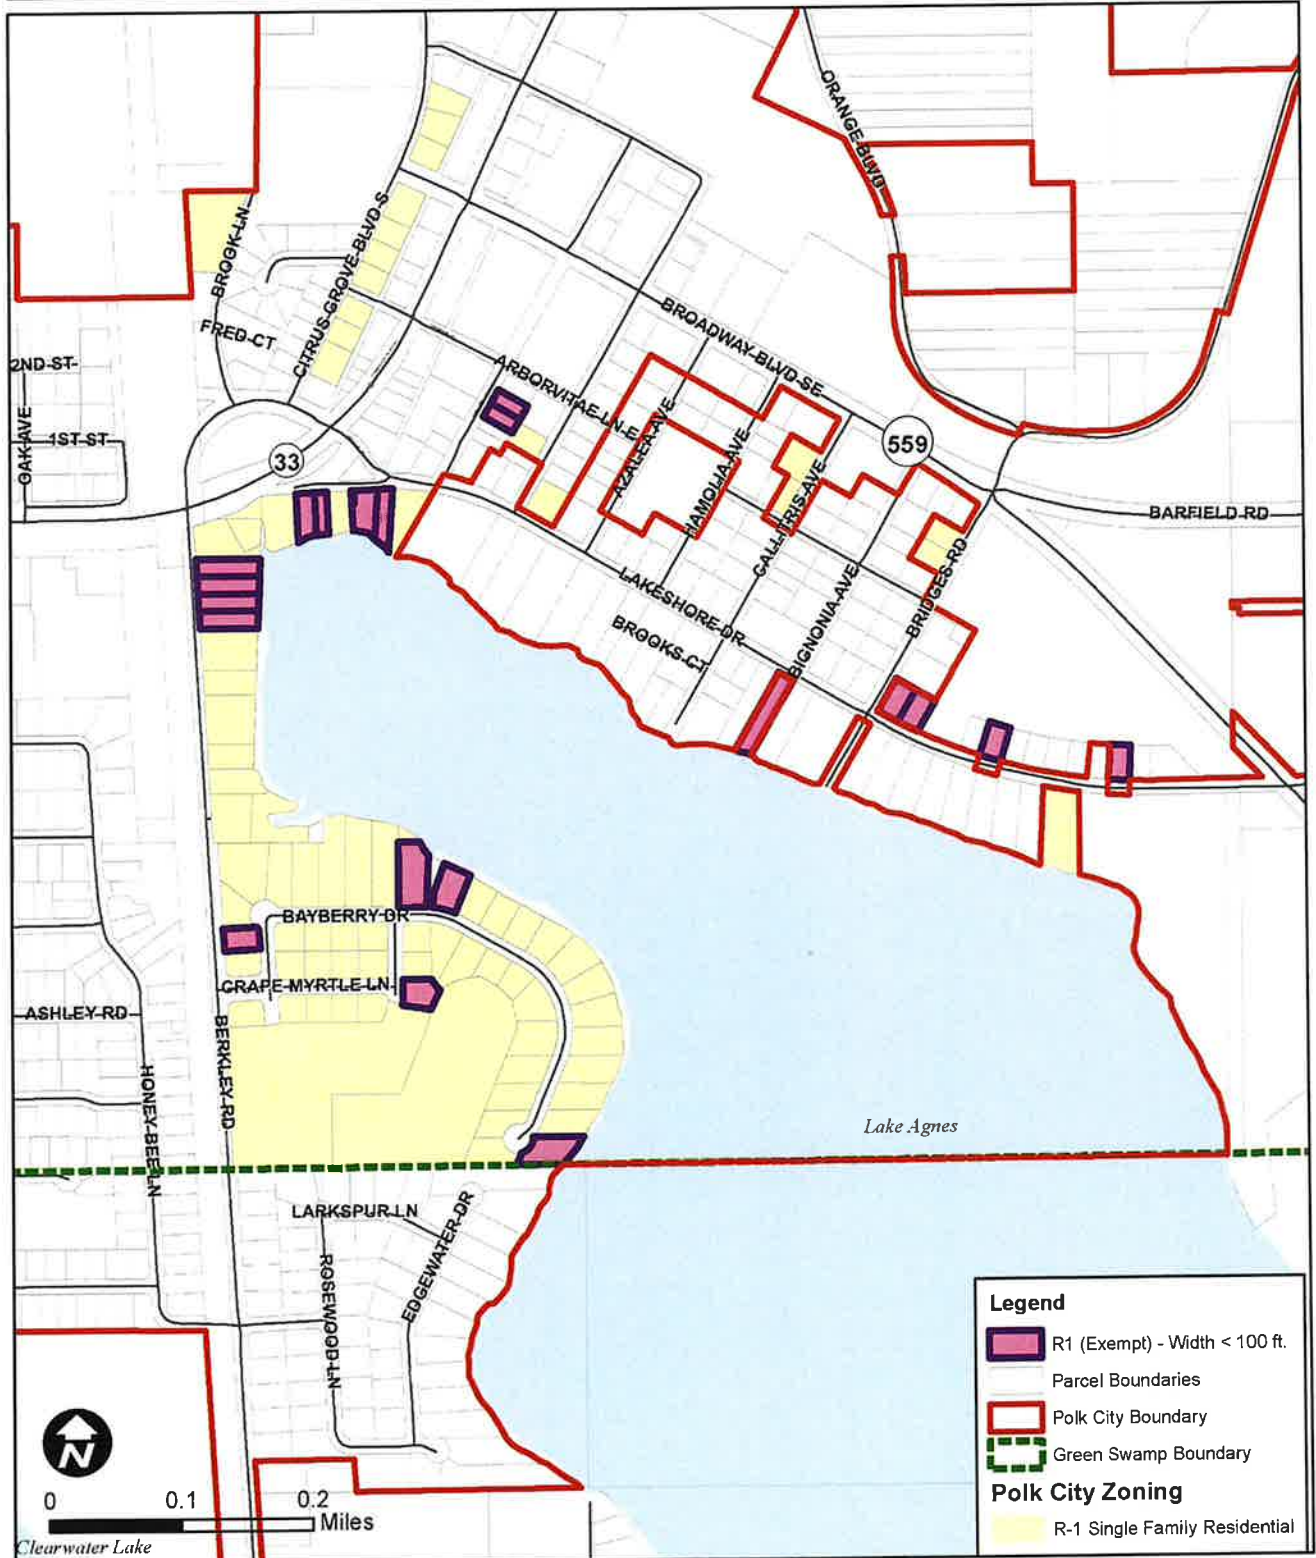 ORANGE BLVD
BROOK LN
CITRUS GROVE BLVD S
FRED CT
2ND ST
OAK AVE
1ST ST
33
BROADWAY BLVD SE
ARBORVITAE LN E
559
AZALEA AVE
HAMOLIA AVE
CALLITRIS AVE
BARFIELD RD
BRIDGES RD
BIGNONIA AVE
LAKESHORE DR
BROOKS CT
BAYBERRY DR
CRAPE MYRTLE LN
ASHLEY RD
BERKLEY RD
HONEY BEE LN
Lake Agnes
LARKSPUR LN
EDGEWATER DR
ROSEWOOD LN
Legend
R1 (Exempt) - Width < 100 ft.
Parcel Boundaries
Polk City Boundary
Green Swamp Boundary
Polk City Zoning
R-1 Single Family Residential
N
0 0.1 0.2
Miles
Clearwater Lake